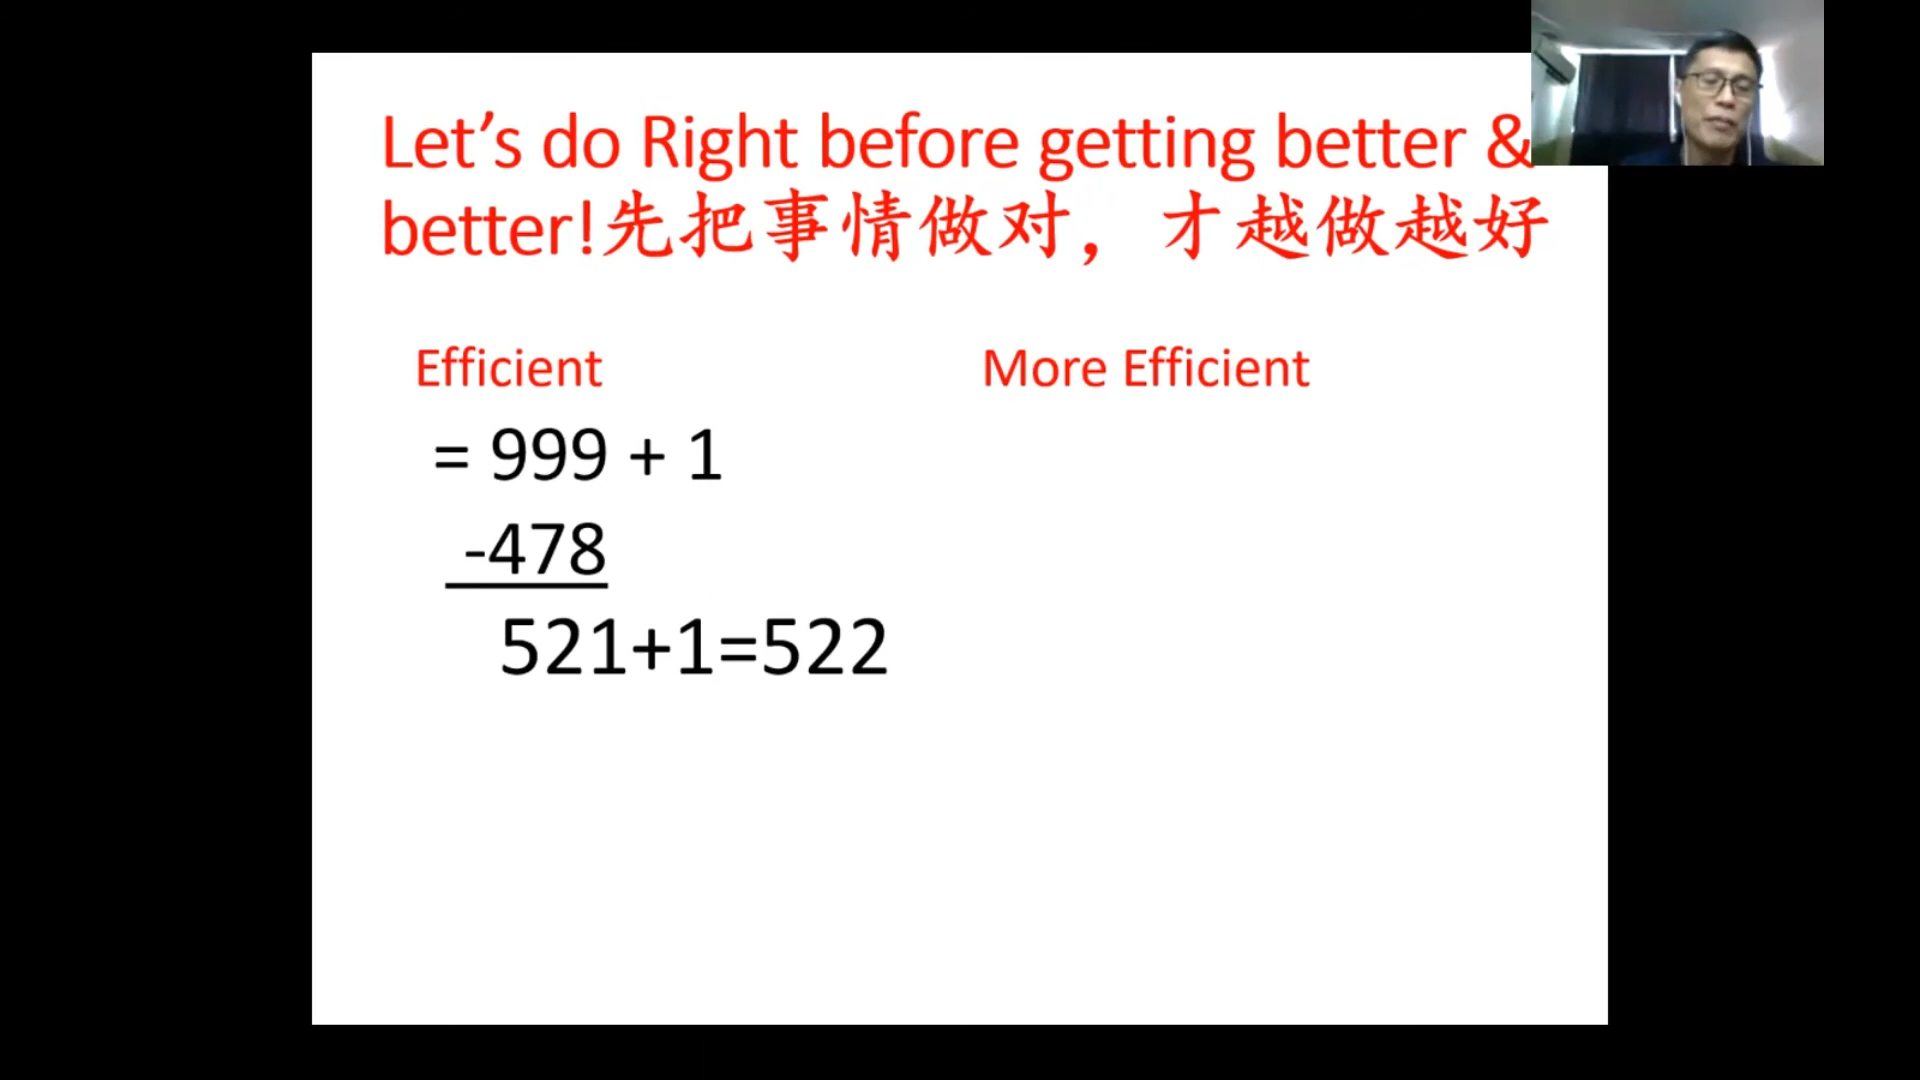 Let’s do Right before getting better &
better!先把事情做对，才越做越好
Efficient
More Efficient
= 999 + 1
-478
521+1=522